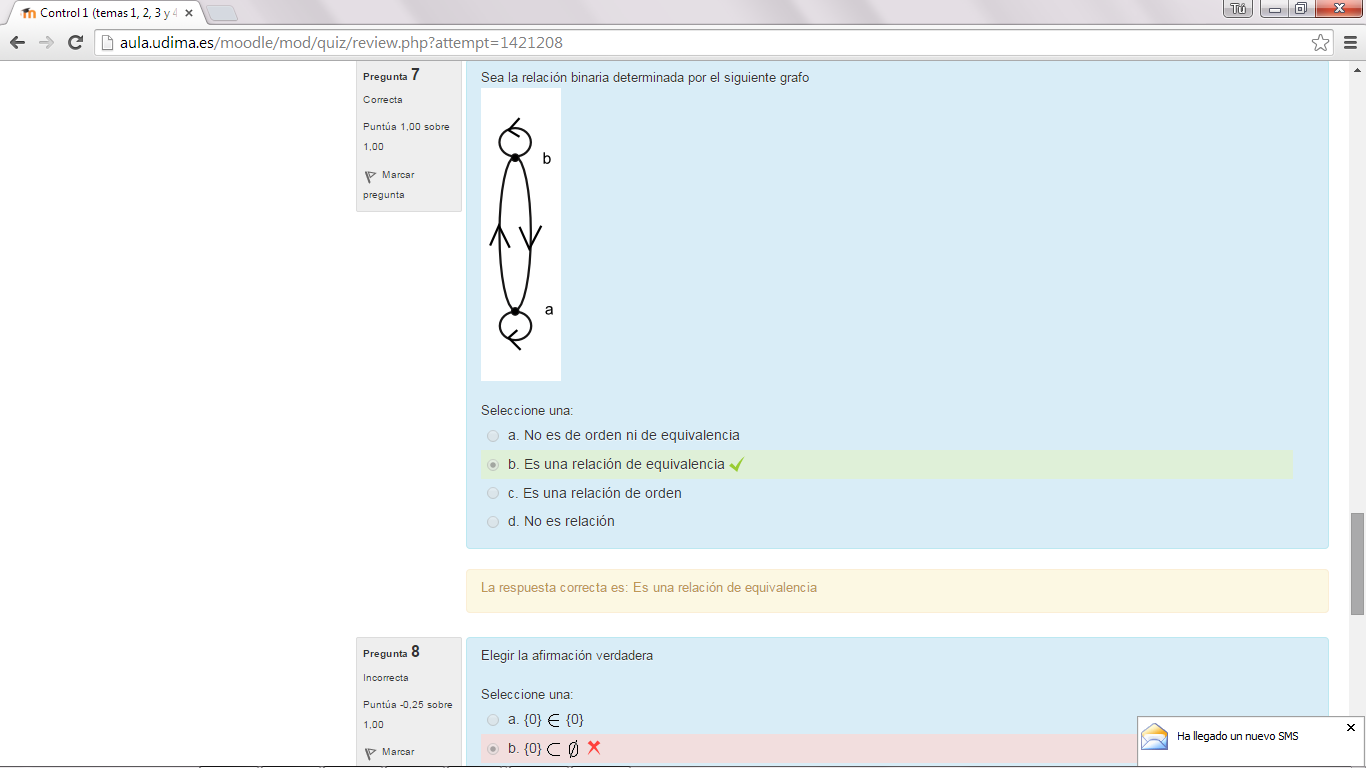 Control 1 (temas 1, 2, 3 y 4
Tú
aula.udima.es/moodle/mod/quiz/review.php?attempt=1421208
Pregunta 7
Correcta
Puntúa 1,00 sobre
1,00
Marcar
pregunta
Sea la relación binaria determinada por el siguiente grafo
b
a
Seleccione una:
a. No es de orden ni de equivalencia
b. Es una relación de equivalencia
c. Es una relación de orden
d. No es relación
La respuesta correcta es: Es una relación de equivalencia
Pregunta 8
Incorrecta
Puntúa -0,25 sobre
1,00
Marcar
Elegir la afirmación verdadera
Seleccione una:
a. {0} ∈ {0}
b. {0} ⊂ ∅
Ha llegado un nuevo SMS